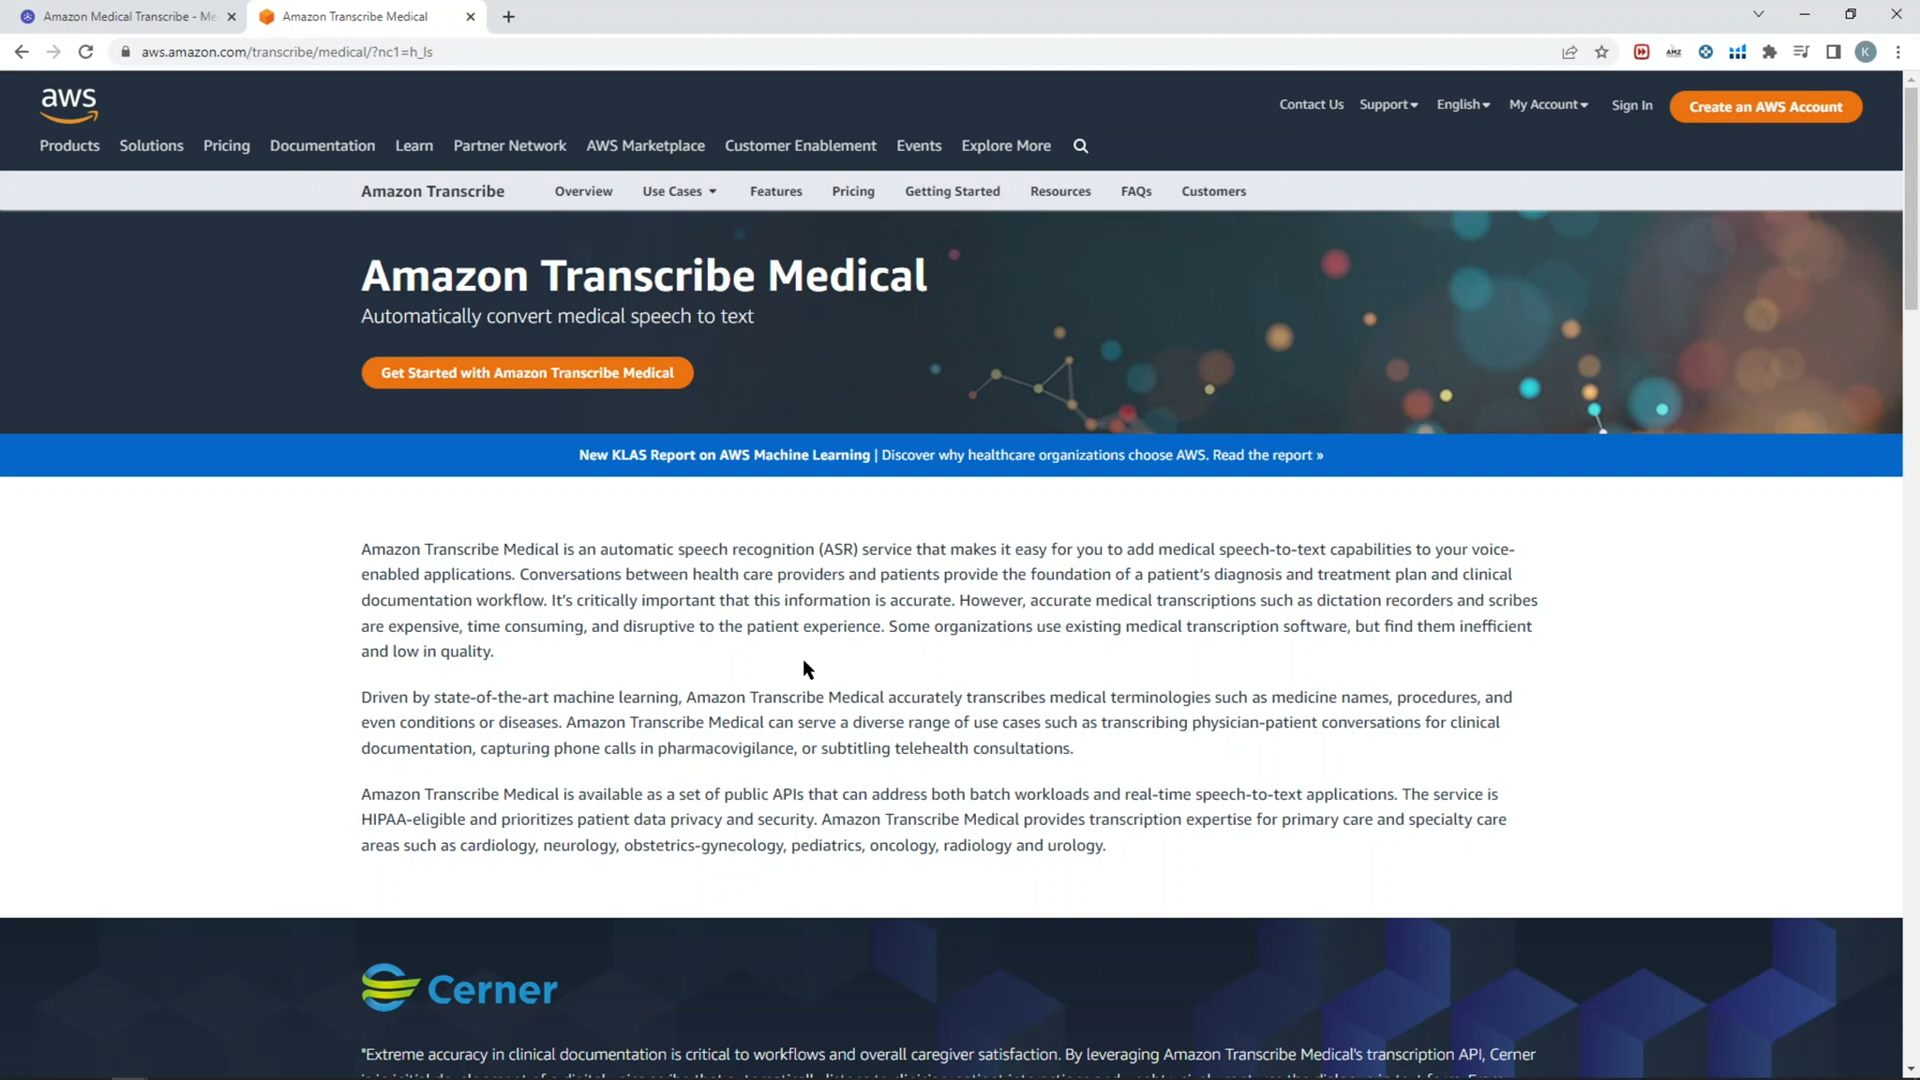 Amazon Medical Transcribe - Me
Amazon Transcribe Medical
aws.amazon.com/transcribe/medical/?nc1=h_ls
AMZ
K
aws
Contact Us Support English My Account Sign In Create an AWS Account
Products Solutions Pricing Documentation Learn Partner Network AWS Marketplace Customer Enablement Events Explore More
Amazon Transcribe Overview Use Cases Features Pricing Getting Started Resources FAQs Customers
Amazon Transcribe Medical
Automatically convert medical speech to text
Get Started with Amazon Transcribe Medical
New KLAS Report on AWS Machine Learning | Discover why healthcare organizations choose AWS. Read the report »
Amazon Transcribe Medical is an automatic speech recognition (ASR) service that makes it easy for you to add medical speech-to-text capabilities to your voice-
enabled applications. Conversations between health care providers and patients provide the foundation of a patient’s diagnosis and treatment plan and clinical
documentation workflow. It’s critically important that this information is accurate. However, accurate medical transcriptions such as dictation recorders and scribes
are expensive, time consuming, and disruptive to the patient experience. Some organizations use existing medical transcription software, but find them inefficient
and low in quality.
Driven by state-of-the-art machine learning, Amazon Transcribe Medical accurately transcribes medical terminologies such as medicine names, procedures, and
even conditions or diseases. Amazon Transcribe Medical can serve a diverse range of use cases such as transcribing physician-patient conversations for clinical
documentation, capturing phone calls in pharmacovigilance, or subtitling telehealth consultations.
Amazon Transcribe Medical is available as a set of public APIs that can address both batch workloads and real-time speech-to-text applications. The service is
HIPAA-eligible and prioritizes patient data privacy and security. Amazon Transcribe Medical provides transcription expertise for primary care and specialty care
areas such as cardiology, neurology, obstetrics-gynecology, pediatrics, oncology, radiology and urology.
Cerner
"Extreme accuracy in clinical documentation is critical to workflows and overall caregiver satisfaction. By leveraging Amazon Transcribe Medical's transcription API, Cerner